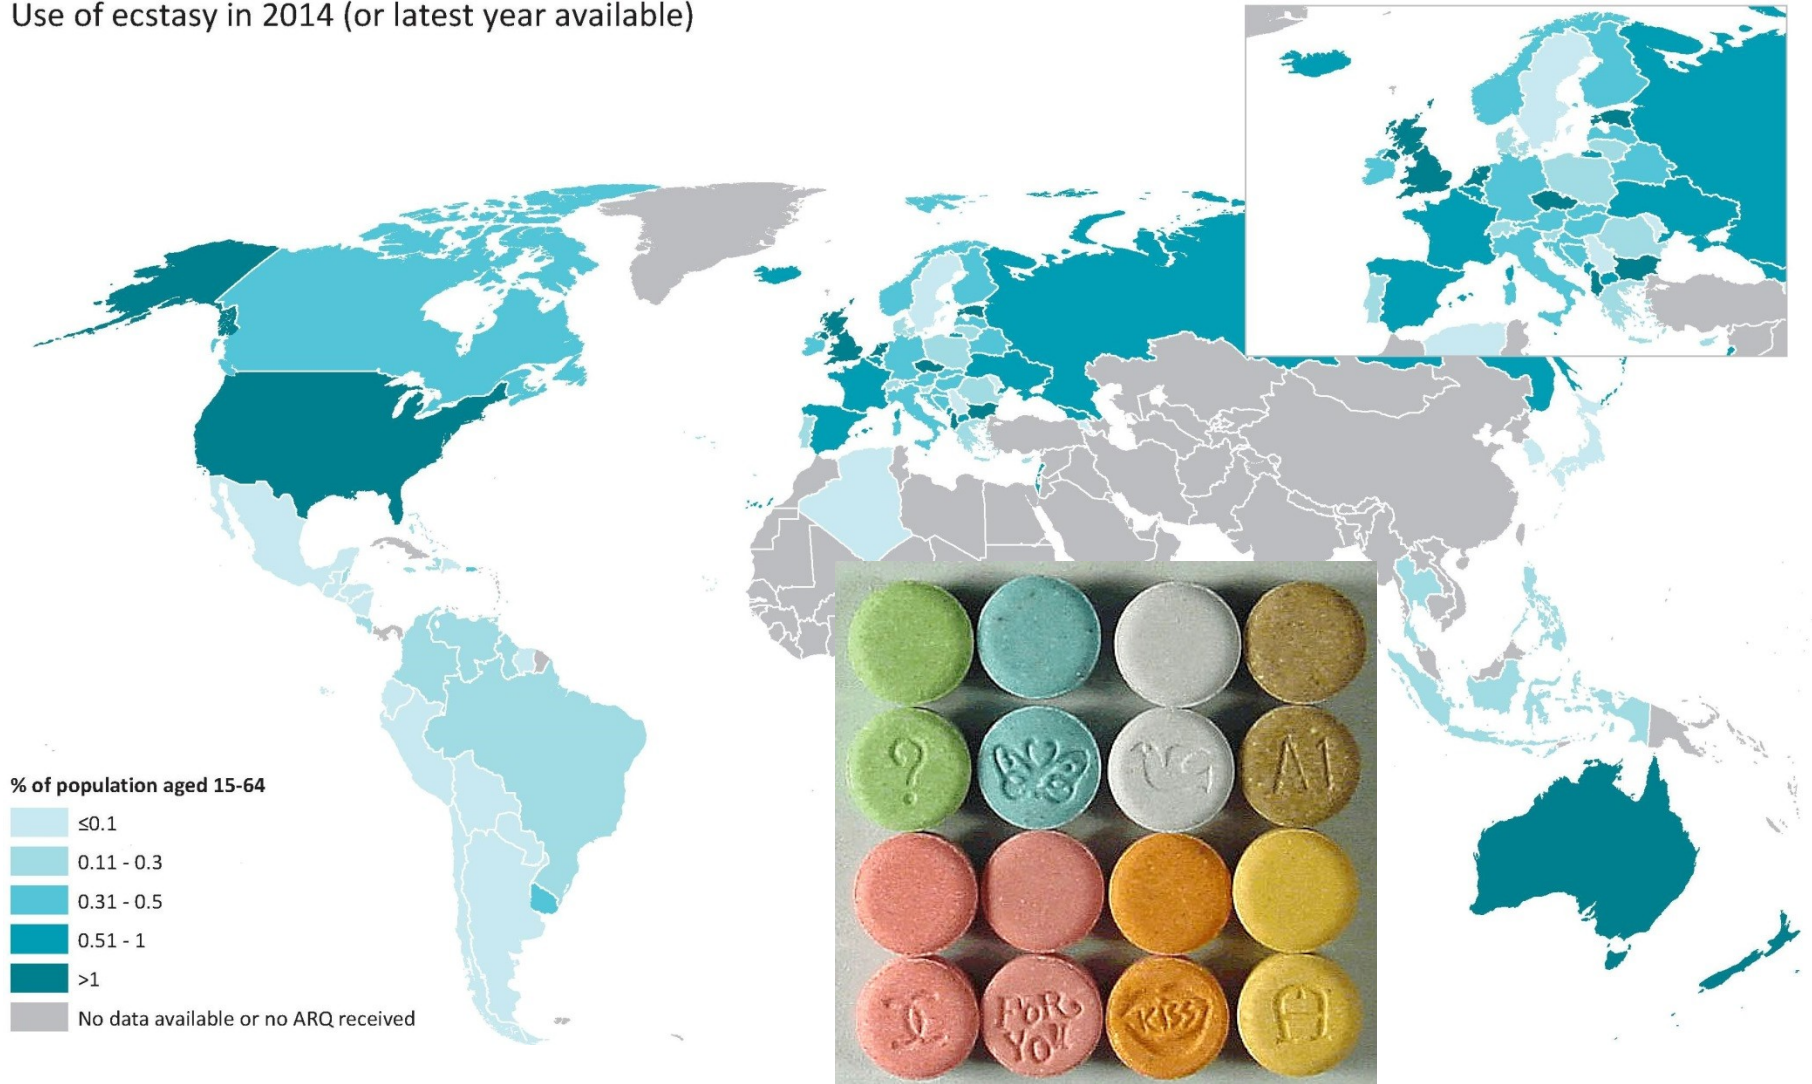 Use of ecstasy in 2014 (or latest year available)
% of population aged 15-64
≤0.1
0.11 - 0.3
0.31 - 0.5
0.51 - 1
>1
No data available or no ARQ received
?
A1
FOR
YOU
KISS